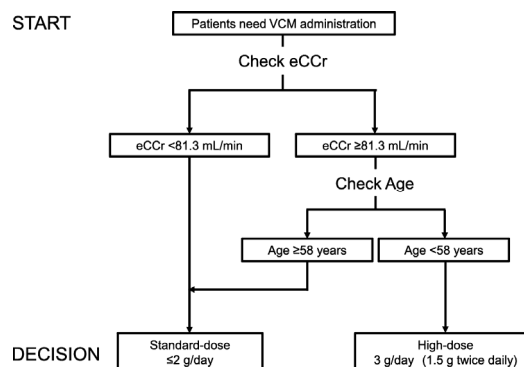 START
Patients need VCM administration
Check eCCr
eCCr <81.3 mL/min
eCCr ≥81.3 mL/min
Check Age
Age ≥58 years
Age <58 years
DECISION
Standard-dose
≤2 g/day
High-dose
3 g/day (1.5 g twice daily)